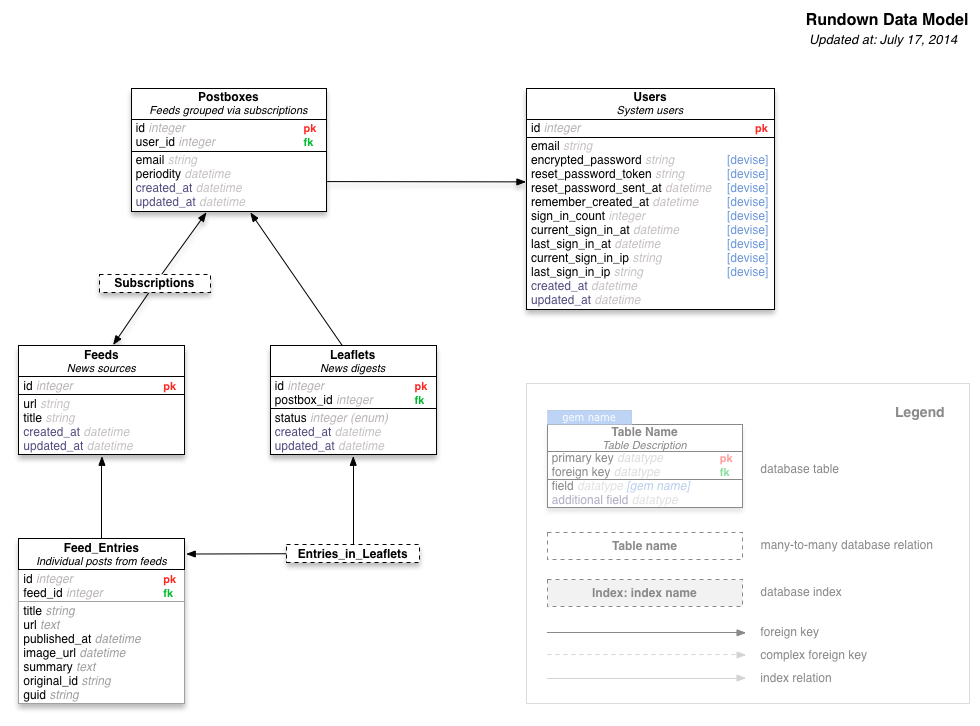 Rundown Data Model
Updated at: July 17, 2014
Postboxes
Feeds grouped via subscriptions
id integer pk
user_id integer fk
email string
periodity datetime
created_at datetime
updated_at datetime
Users
System users
id integer pk
email string
encrypted_password string [devise]
reset_password_token string [devise]
reset_password_sent_at datetime [devise]
remember_created_at datetime [devise]
sign_in_count integer [devise]
current_sign_in_at datetime [devise]
last_sign_in_at datetime [devise]
current_sign_in_ip string [devise]
last_sign_in_ip string [devise]
created_at datetime
updated_at datetime
Subscriptions
Feeds
News sources
id integer pk
url string
title string
created_at datetime
updated_at datetime
Leaflets
News digests
id integer pk
postbox_id integer fk
status integer (enum)
created_at datetime
updated_at datetime
Feed_Entries
Individual posts from feeds
id integer pk
feed_id integer fk
title string
url text
published_at datetime
image_url datetime
summary text
original_id string
guid string
Entries_in_Leaflets
Legend
gem name
Table Name
Table Description
primary key datatype pk
foreign key datatype fk
field datatype [gem name]
additional field datatype
database table
Table name
many-to-many database relation
Index: index name
database index
foreign key
complex foreign key
index relation